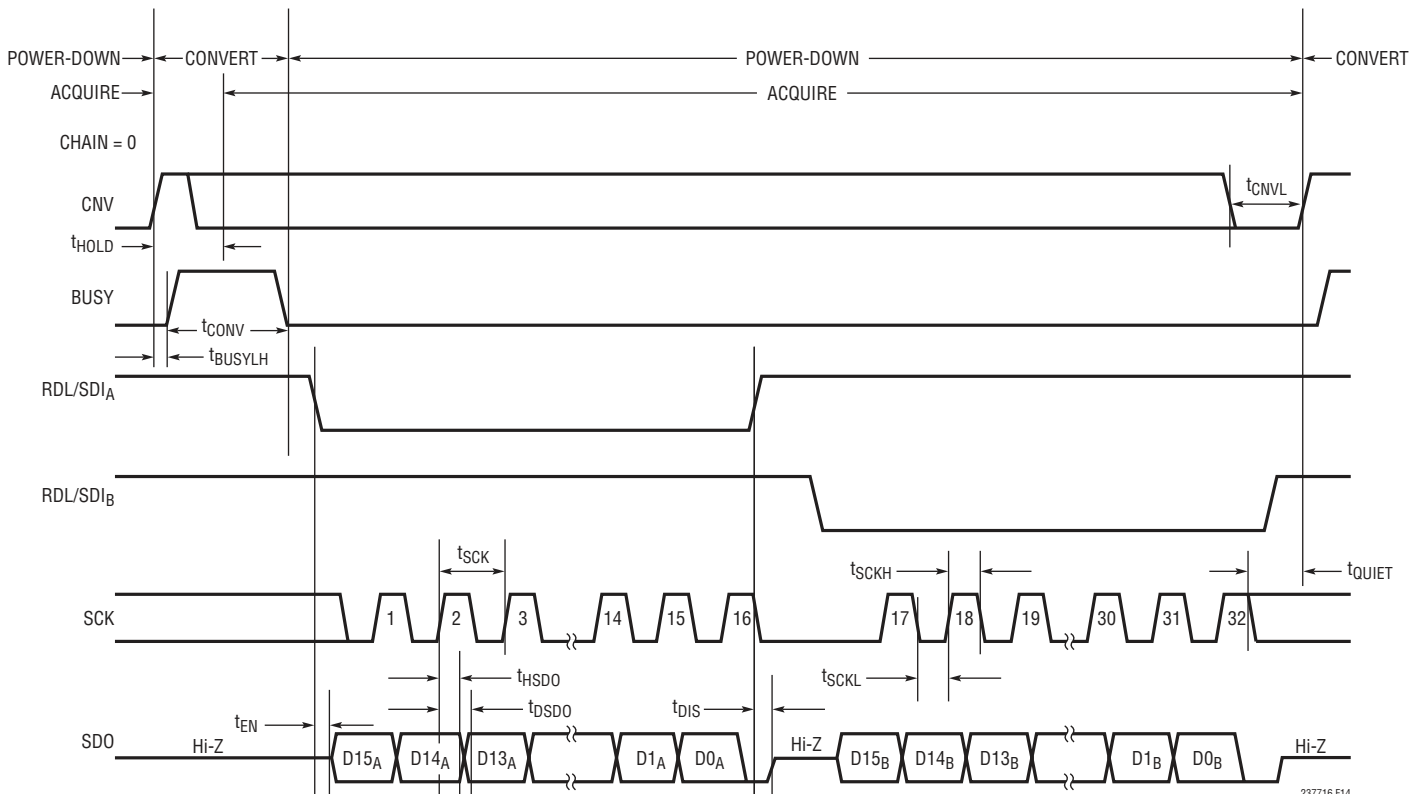 POWER-DOWN CONVERT POWER-DOWN CONVERT
ACQUIRE ACQUIRE
CHAIN = 0
CNV tCNVL
tHOLD
BUSY
tCONV
tBUSYLH
RDL/SDIA
RDL/SDIB
tSCK tSCKH tQUIET
SCK 1 2 3 14 15 16 17 18 19 30 31 32
tHSDO tSCKL
tDSDO tDIS
tEN
SDO Hi-Z D15A D14A D13A D1A D0A Hi-Z D15B D14B D13B D1B D0B Hi-Z
237716 F14